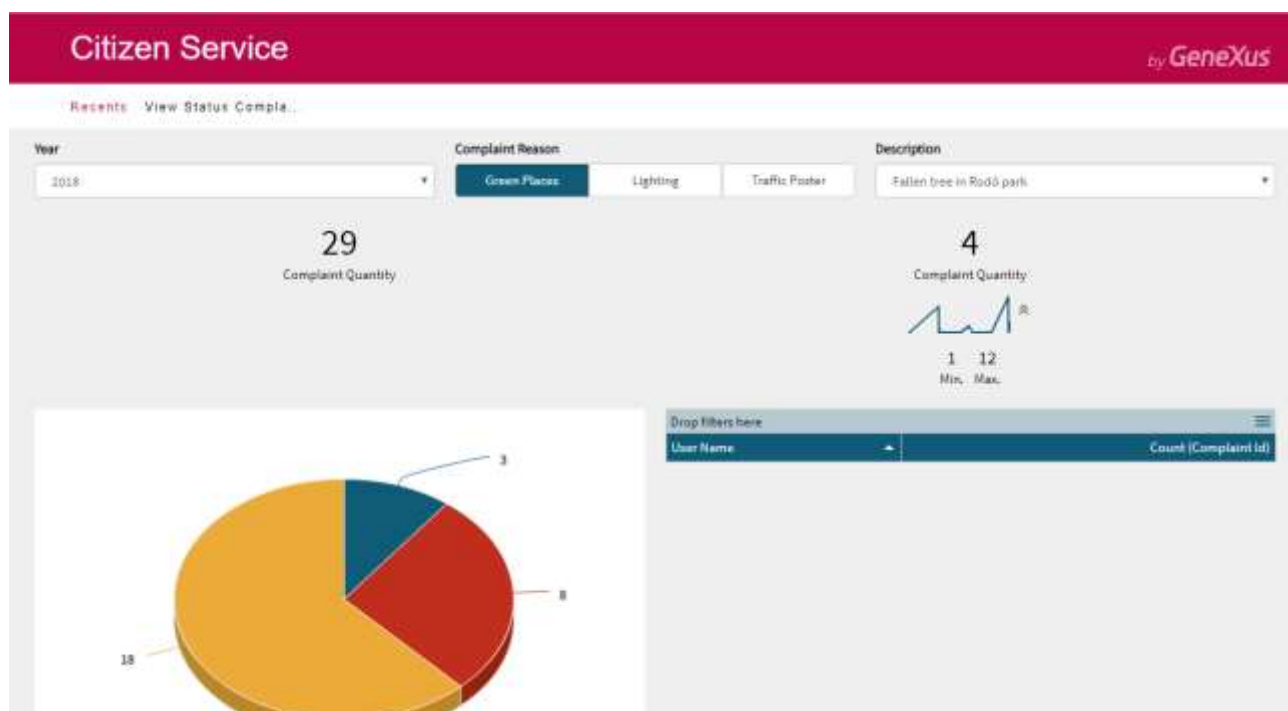 Citizen Service
by GeneXus
Recents View Status Compla..
Year
Complaint Reason
Description
2018
Green Places
Lighting
Traffic Poster
Fallen tree in Rodó park
29
Complaint Quantity
4
Complaint Quantity
1 12
Min. Max.
Drop filters here
User Name
Count (Complaint Id)
3
8
18